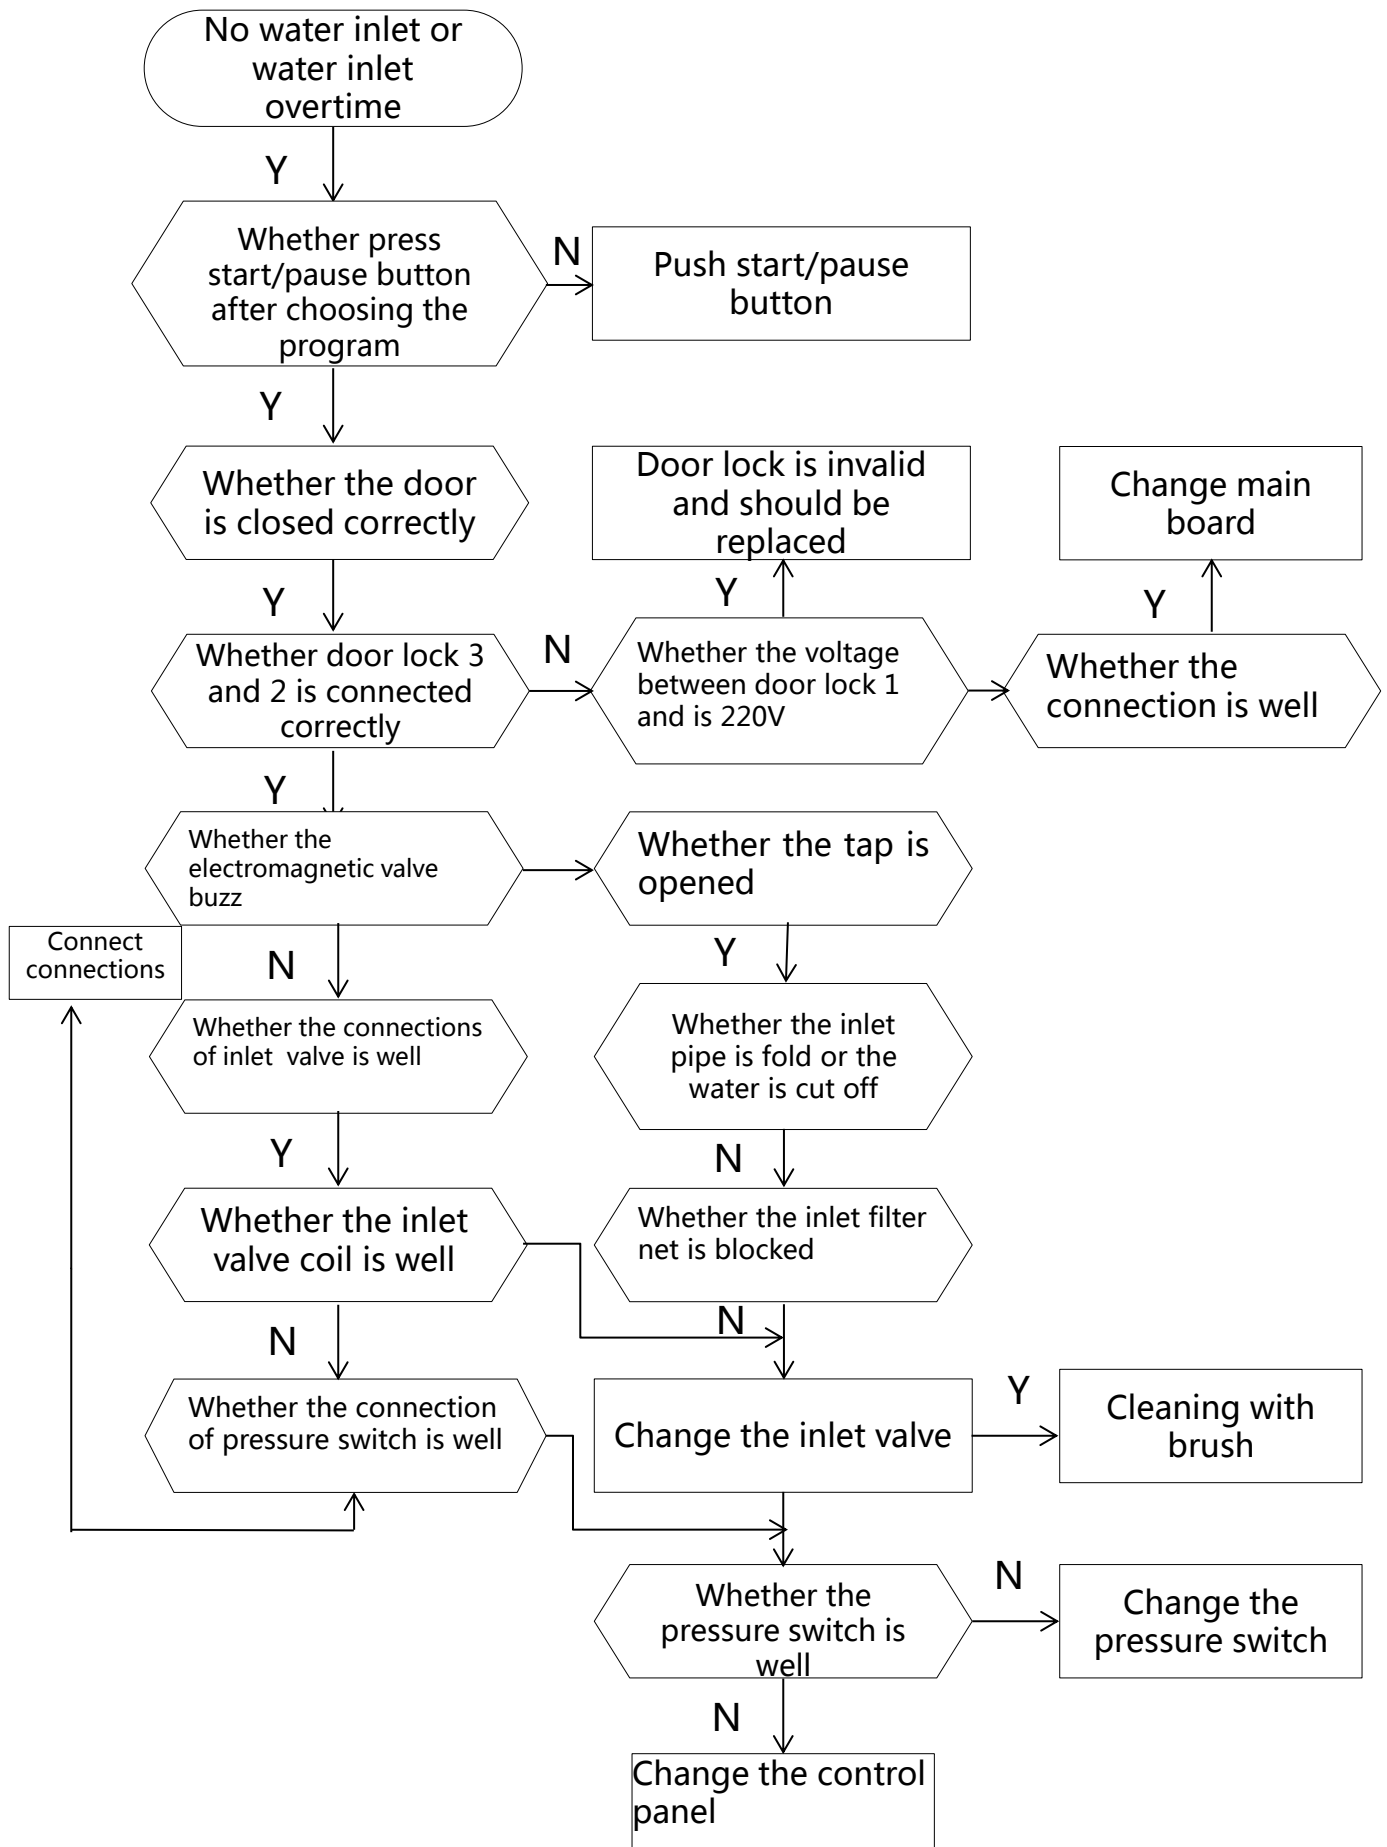 No water inlet or
water inlet
overtime
Y
Whether press
start/pause button
after choosing the
program
N
Push start/pause
button
Y
Whether the door
is closed correctly
Door lock is invalid
and should be
replaced
Change main
board
Y
Y
Y
Whether door lock 3
and 2 is connected
correctly
N
Whether the voltage
between door lock 1
and is 220V
Whether the
connection is well
Y
Whether the
electromagnetic valve
buzz
Whether the tap is
opened
Connect
connections
N
Y
Whether the connections
of inlet valve is well
Whether the inlet
pipe is fold or the
water is cut off
Y
N
Whether the inlet
valve coil is well
Whether the inlet filter
net is blocked
N
N
Whether the connection
of pressure switch is well
Change the inlet valve
Y
Cleaning with
brush
Whether the
pressure switch is
well
N
Change the
pressure switch
N
Change the control
panel